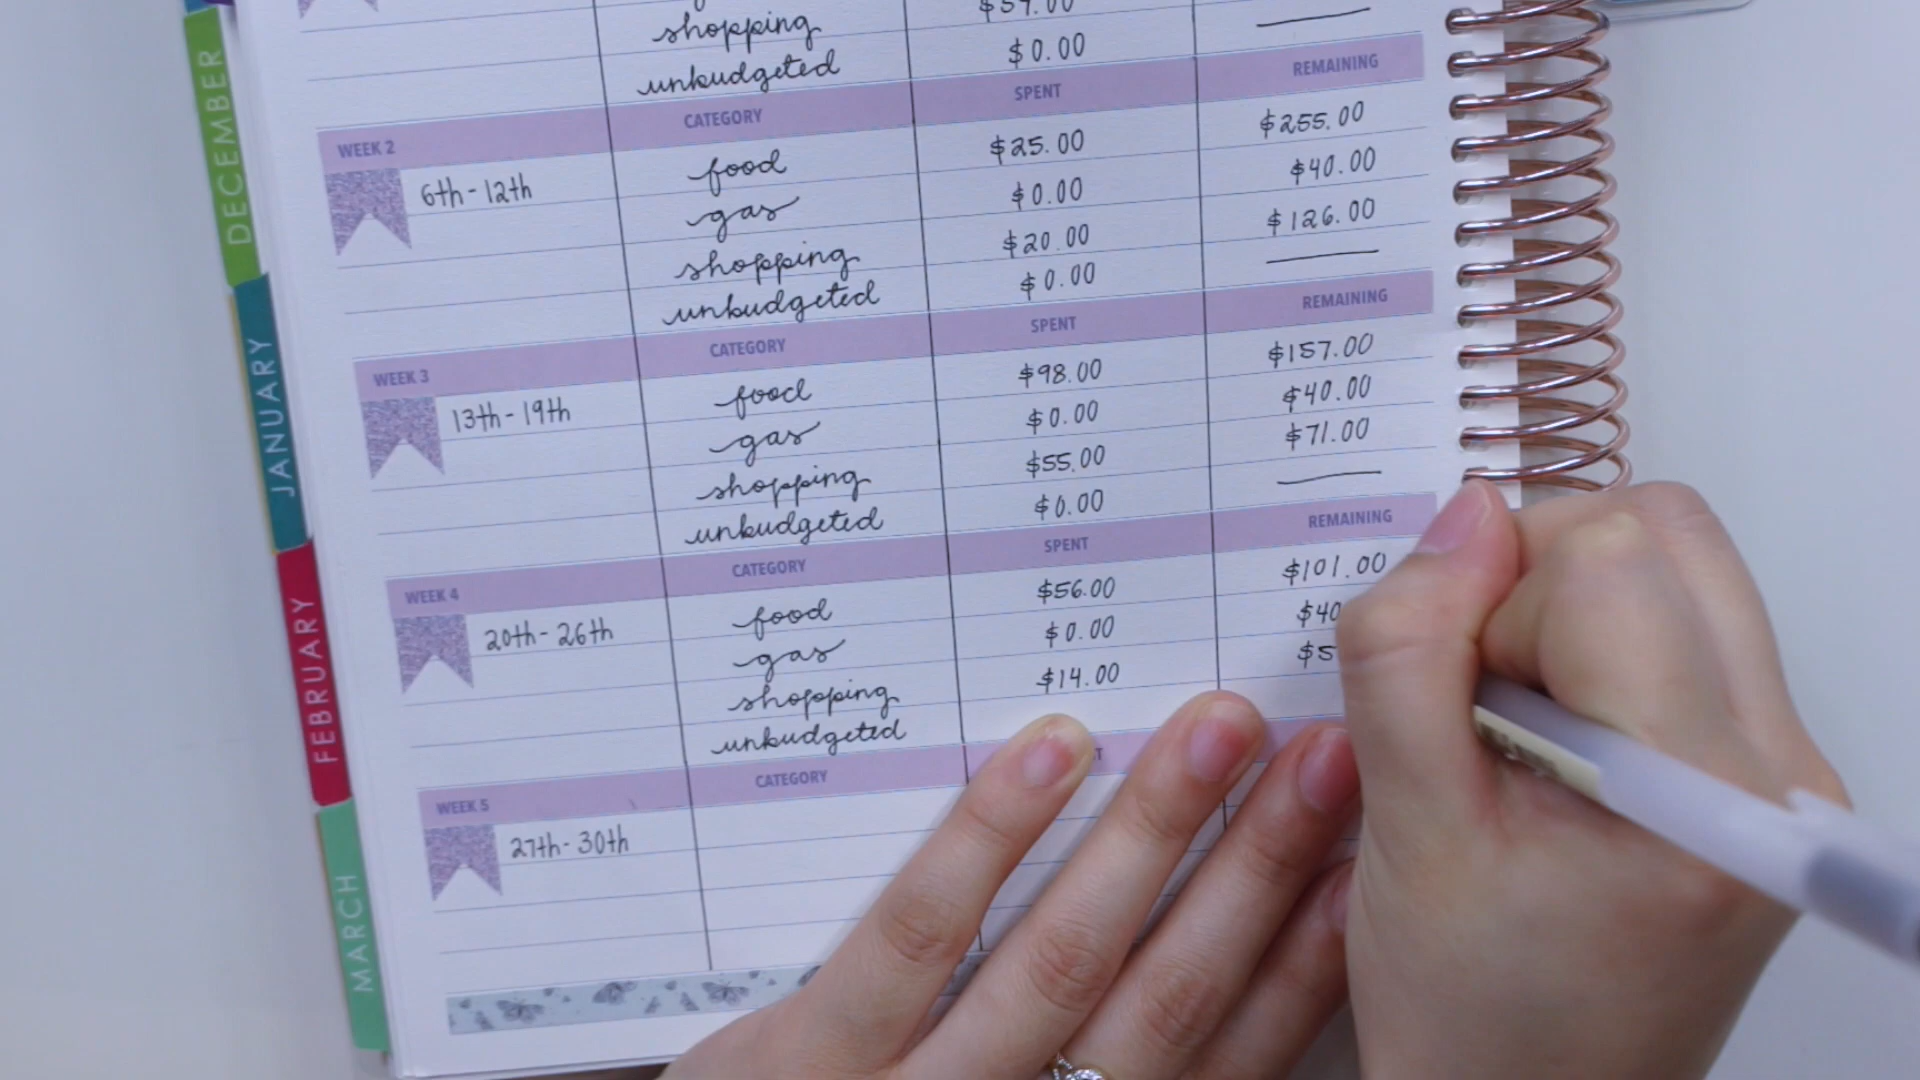 shopping $59.00
unbudgeted $0.00
WEEK 2 CATEGORY SPENT REMAINING
6th - 12th food $25.00 $255.00
gas $0.00 $40.00
shopping $20.00 $126.00
unbudgeted $0.00
WEEK 3 CATEGORY SPENT REMAINING
13th - 19th food $98.00 $157.00
gas $0.00 $40.00
shopping $55.00 $71.00
unbudgeted $0.00
WEEK 4 CATEGORY SPENT REMAINING
20th - 26th food $56.00 $101.00
gas $0.00 $40
shopping $14.00 $5
unbudgeted
WEEK 5 CATEGORY
27th - 30th
DECEMBER
JANUARY
FEBRUARY
MARCH